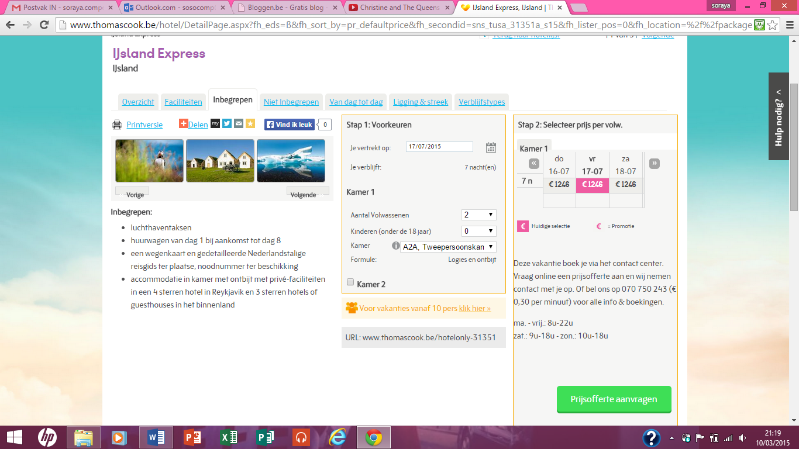 Postvak IN - soraya.comp
Outlook.com - sosecomp
Bloggen.be - Gratis blog
Christine and The Queens
IJsland Express, IJsland | Th
soraya
www.thomascook.be/hotel/DetailPage.aspx?fh_eds=ß&fh_sort_by=pr_defaultprice&fh_secondid=sns_tusa_31351a_s15&fh_lister_pos=0&fh_location=%2f%2fpackage
IJsland Express
IJsland
Overzicht
Faciliteiten
Inbegrepen
Niet Inbegrepen
Van dag tot dag
Ligging & streek
Verblijfstypes
Hulp nodig? <
Printversie
Delen
my
Vind ik leuk
0
Vorige
Volgende
Inbegrepen:
luchthaventaksen
huurwagen van dag 1 bij aankomst tot dag 8
een wegenkaart en gedetailleerde Nederlandstalige
reisgids ter plaatse, noodnummer ter beschikking
accommodatie in kamer met ontbijt met privé-faciliteiten
in een 4 sterren hotel in Reykjavik en 3 sterren hotels of
guesthouses in het binnenland
Stap 1: Voorkeuren
Je vertrekt op:
17/07/2015
Je verblijft:
7 nacht(en)
Kamer 1
Aantal Volwassenen
2
Kinderen (onder de 18 jaar)
0
Kamer
A2A, Tweepersoonskan
Formule:
Logies en ontbijt
Kamer 2
Voor vakanties vanaf 10 pers klik hier »
URL: www.thomascook.be/hotelonly-31351
Stap 2: Selecteer prijs per volw.
Kamer 1
do
vr
za
16-07
17-07
18-07
7 n
€ 1246
€ 1246
€ 1246
€ Huidige selectie
€ : Promotie
Deze vakantie boek je via het contact center.
Vraag online een prijsofferte aan en wij nemen
contact met je op. Of bel ons op 070 750 243 (€
0,30 per minuut) voor alle info & boekingen.
ma. - vrij.: 8u-22u
zat.: 9u-18u - zon.: 10u-18u
Prijsofferte aanvragen
21:19
10/03/2015